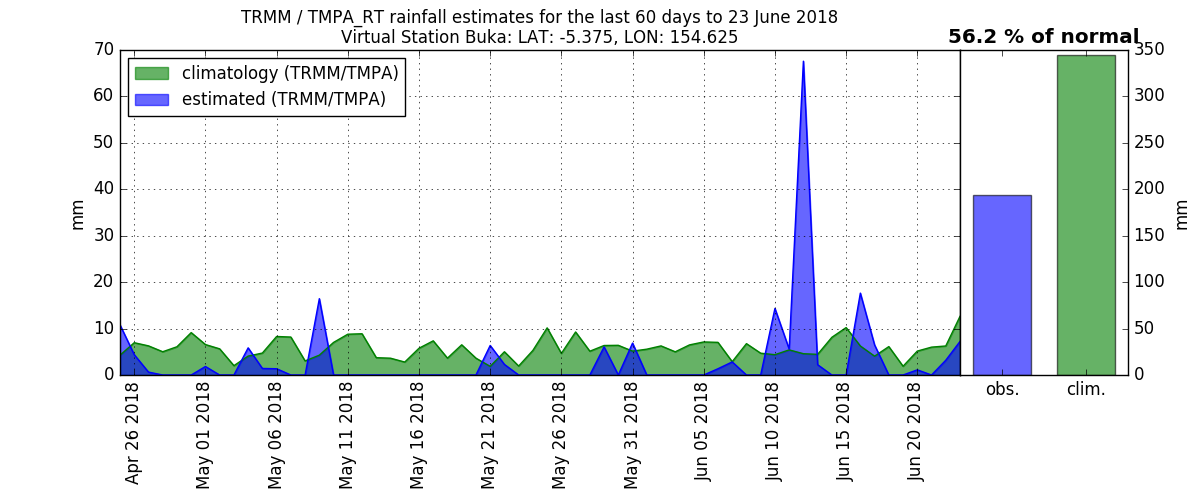 TRMM / TMPA_RT rainfall estimates for the last 60 days to 23 June 2018
Virtual Station Buka: LAT: -5.375, LON: 154.625
56.2 % of normal
climatology (TRMM/TMPA)
estimated (TRMM/TMPA)
mm
70
60
50
40
30
20
10
0
Apr 26 2018
May 01 2018
May 06 2018
May 11 2018
May 16 2018
May 21 2018
May 26 2018
May 31 2018
Jun 05 2018
Jun 10 2018
Jun 15 2018
Jun 20 2018
obs.
clim.
350
300
250
200
150
100
50
0
mm